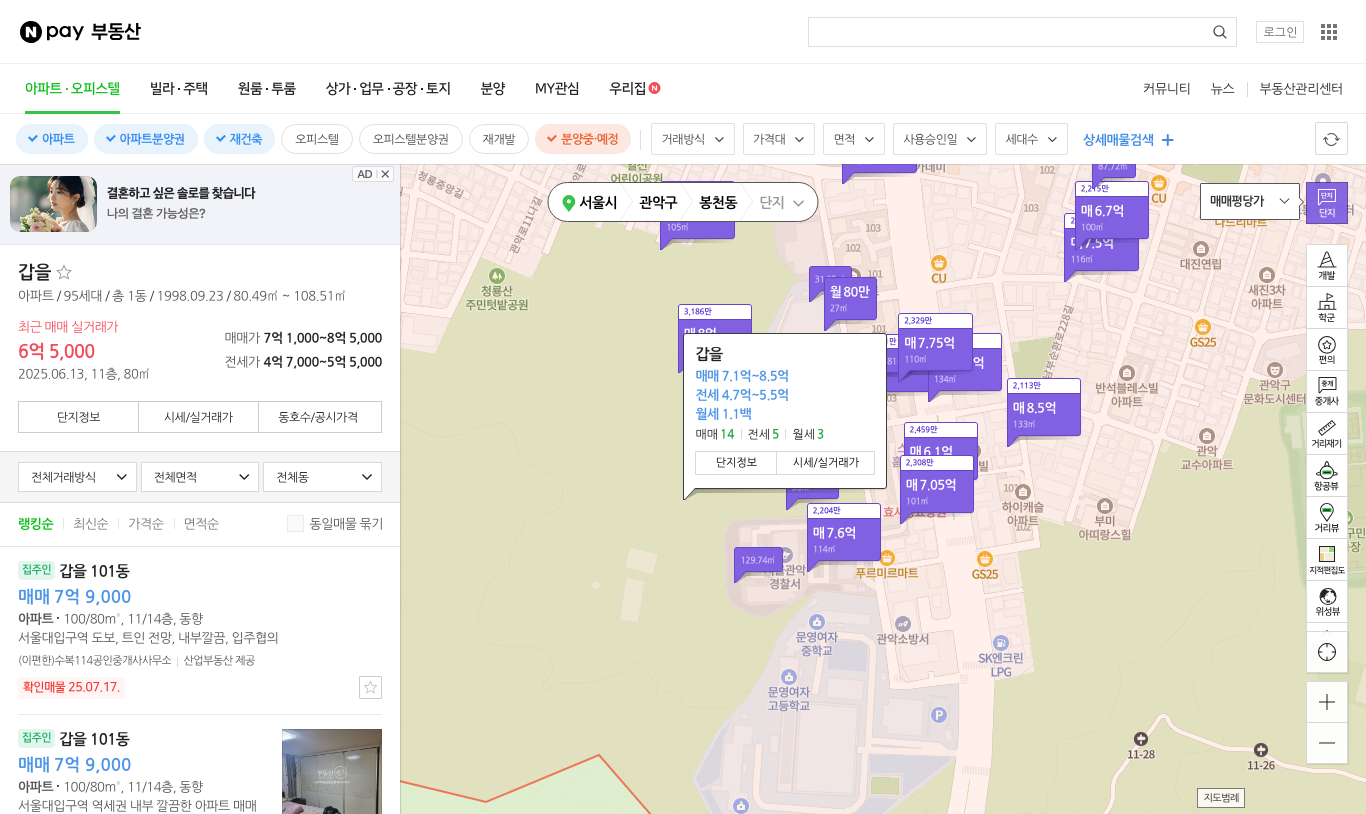 N pay 부동산
로그인
아파트 · 오피스텔
빌라 · 주택
원룸 · 투룸
상가 · 업무 · 공장 · 토지
분양
MY관심
우리집 N
커뮤니티
뉴스
부동산관리센터
아파트
아파트분양권
재건축
오피스텔
오피스텔분양권
재개발
분양중·예정
거래방식
가격대
면적
사용승인일
세대수
상세매물검색
AD
결혼하고 싶은 솔로를 찾습니다
나의 결혼 가능성은?
갑을
아파트 / 95세대 / 총 1동 / 1998.09.23 / 80.49㎡ ~ 108.51㎡
최근 매매 실거래가
6억 5,000
2025.06.13, 11층, 80㎡
매매가 7억 1,000~8억 5,000
전세가 4억 7,000~5억 5,000
단지정보
시세/실거래가
동호수/공시가격
전체거래방식
전체면적
전체동
랭킹순
최신순
가격순
면적순
동일매물 묶기
집주인 갑을 101동
매매 7억 9,000
아파트 · 100/80m², 11/14층, 동향
서울대입구역 도보, 트인 전망, 내부깔끔, 입주협의
(이편한)수복114공인중개사사무소
산업부동산 제공
확인매물 25.07.17.
집주인 갑을 101동
매매 7억 9,000
아파트 · 100/80m², 11/14층, 동향
서울대입구역 역세권 내부 깔끔한 아파트 매매
서울시
관악구
봉천동
단지
매매평당가
단지
단지
개발
학군
편의
중개
중개사
거리재기
항공뷰
거리뷰
지적편집도
위성뷰
지도범례
청룡중앙길
어린이공원
관악로11나길
105㎡
청룡산
주민텃밭공원
102
103
103
101
102
CU
CU
87.72㎡
2,215만
매 6.7억
100㎡
매 7.5억
116㎡
대진연립
새진3차
아파트
GS25
월 80만
27㎡
3,186만
2,329만
매 7.75억
110㎡
134㎡
갑을
매매 7.1억~8.5억
전세 4.7억~5.5억
월세 1.1백
매매 14
전세 5
월세 3
단지정보
시세/실거래가
2,113만
매 8.5억
133㎡
반석블레스빌
아파트
관악구
문화도시센터
관악
교수아파트
2,459만
매 6.1억
2,308만
매 7.05억
101㎡
하이캐슬
아파트
102
부미
아띠랑스힐
2,204만
매 7.6억
114㎡
129.74㎡
경찰서
푸르미르마트
GS25
문영여자
중학교
관악소방서
SK엔크린
LPG
문영여자
고등학교
P
11-28
11-26